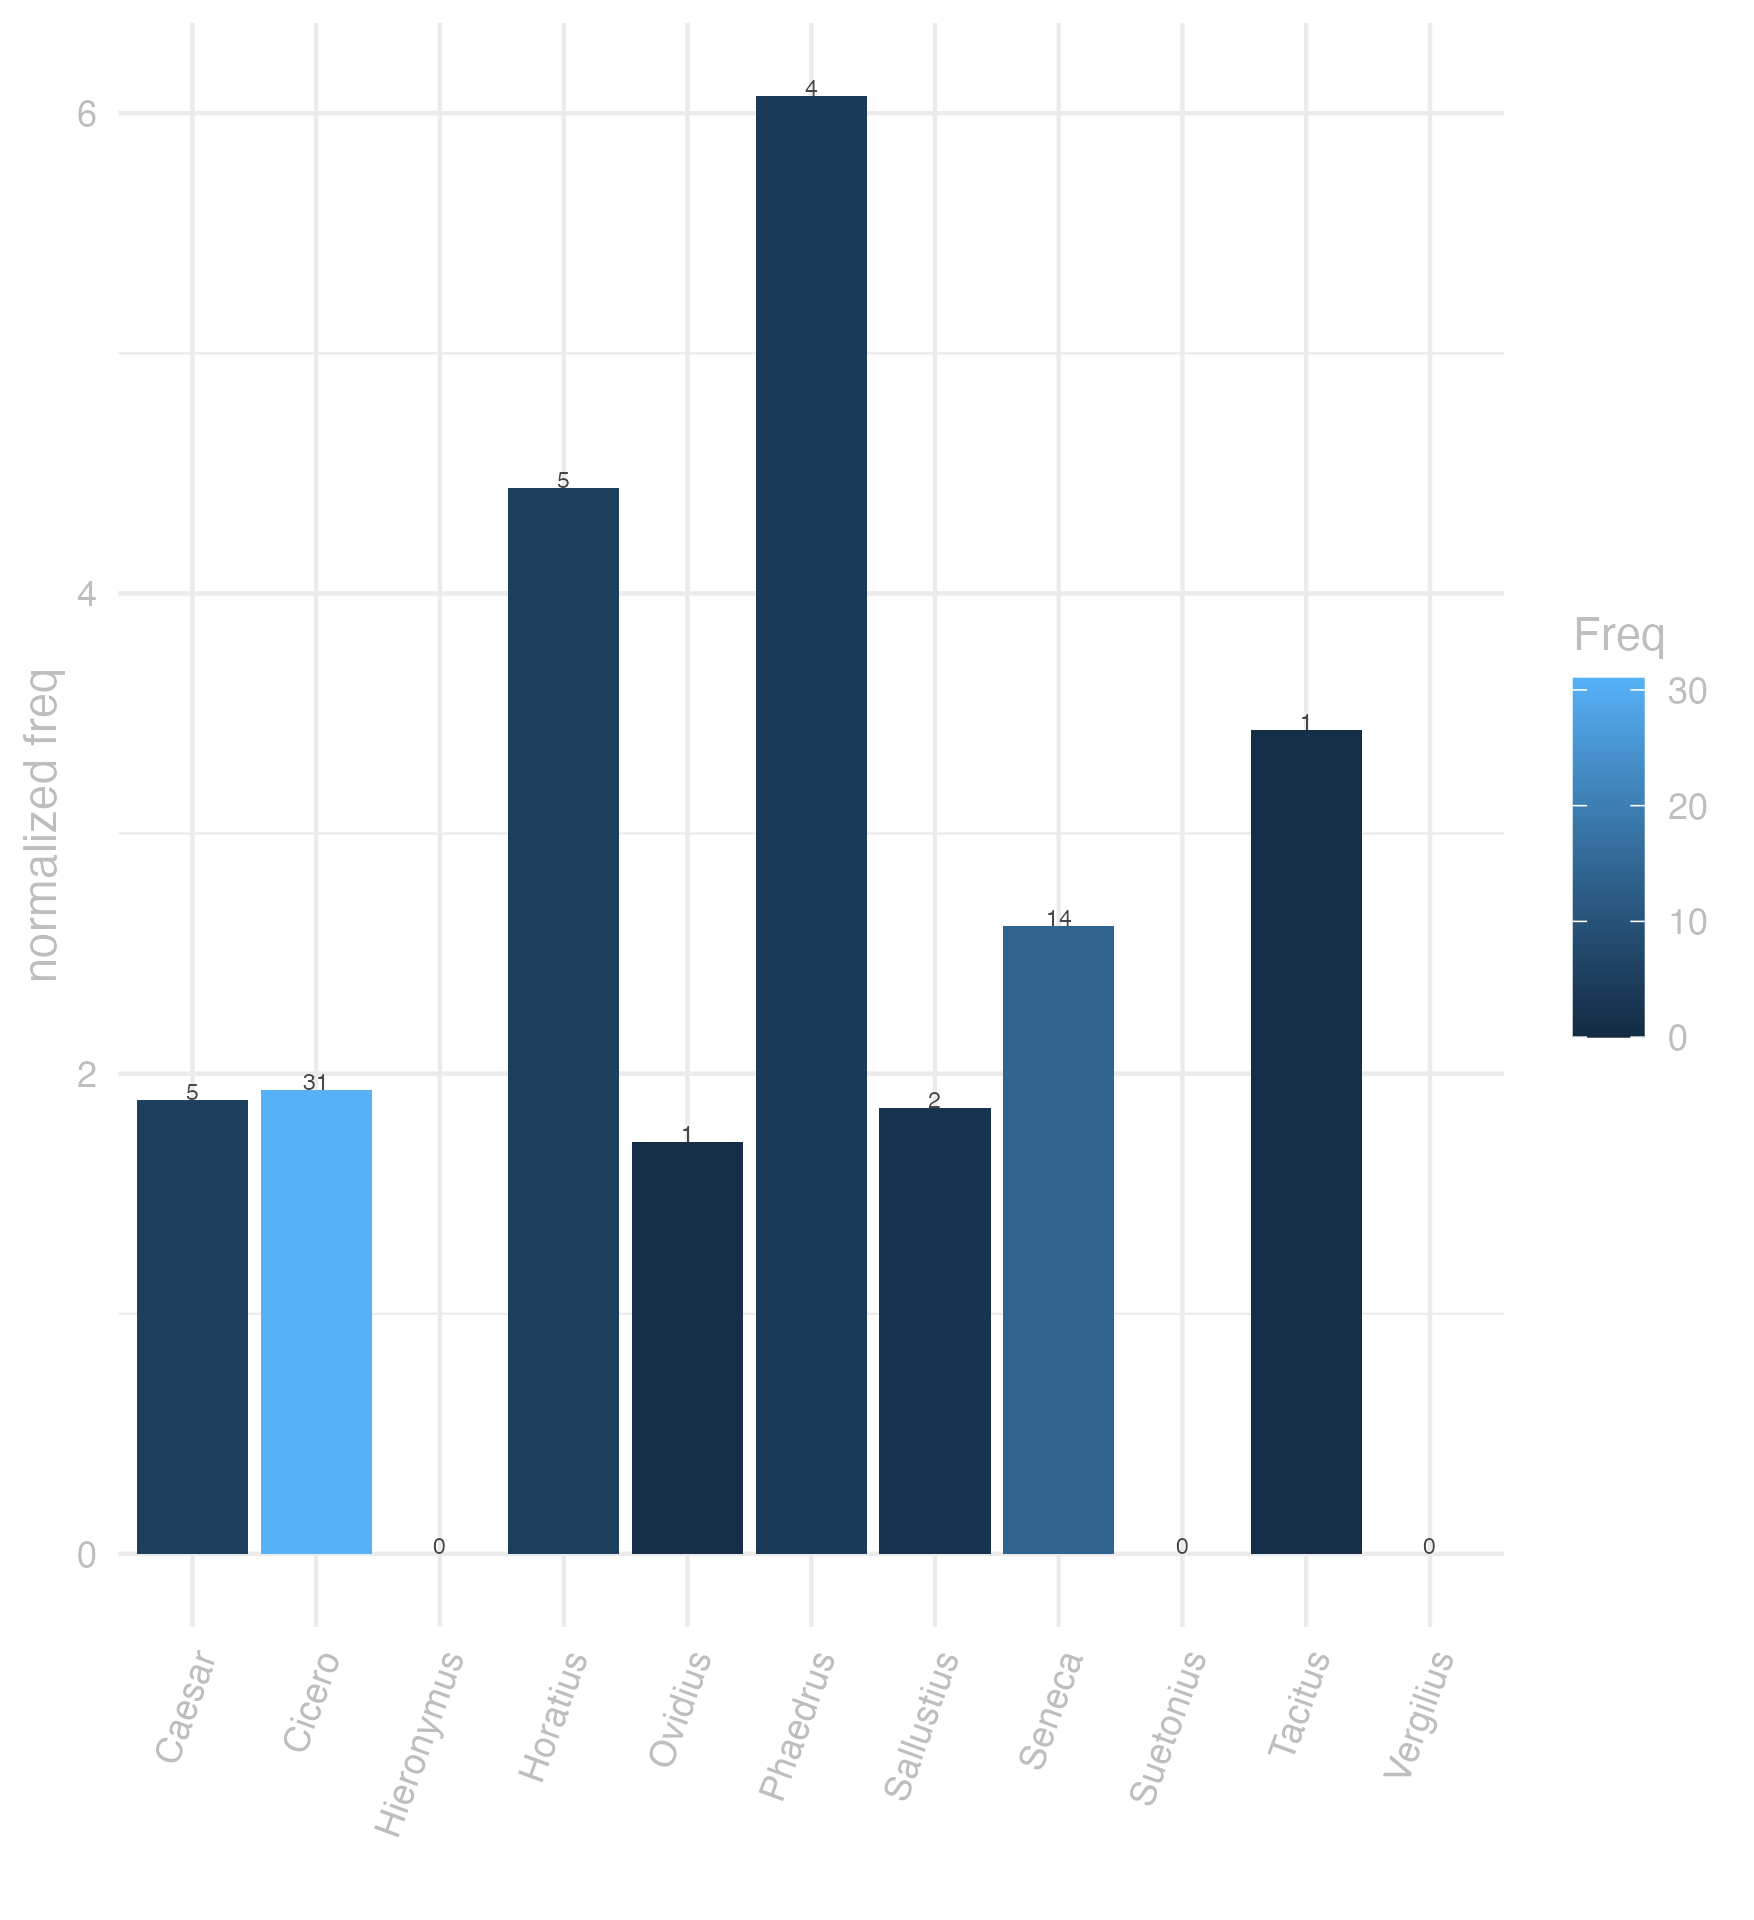 normalized freq
6
4
2
0
5
31
0
5
1
4
2
14
0
1
0
Caesar
Cicero
Hieronymus
Horatius
Ovidius
Phaedrus
Sallustius
Seneca
Suetonius
Tacitus
Vergilius
Freq
30
20
10
0